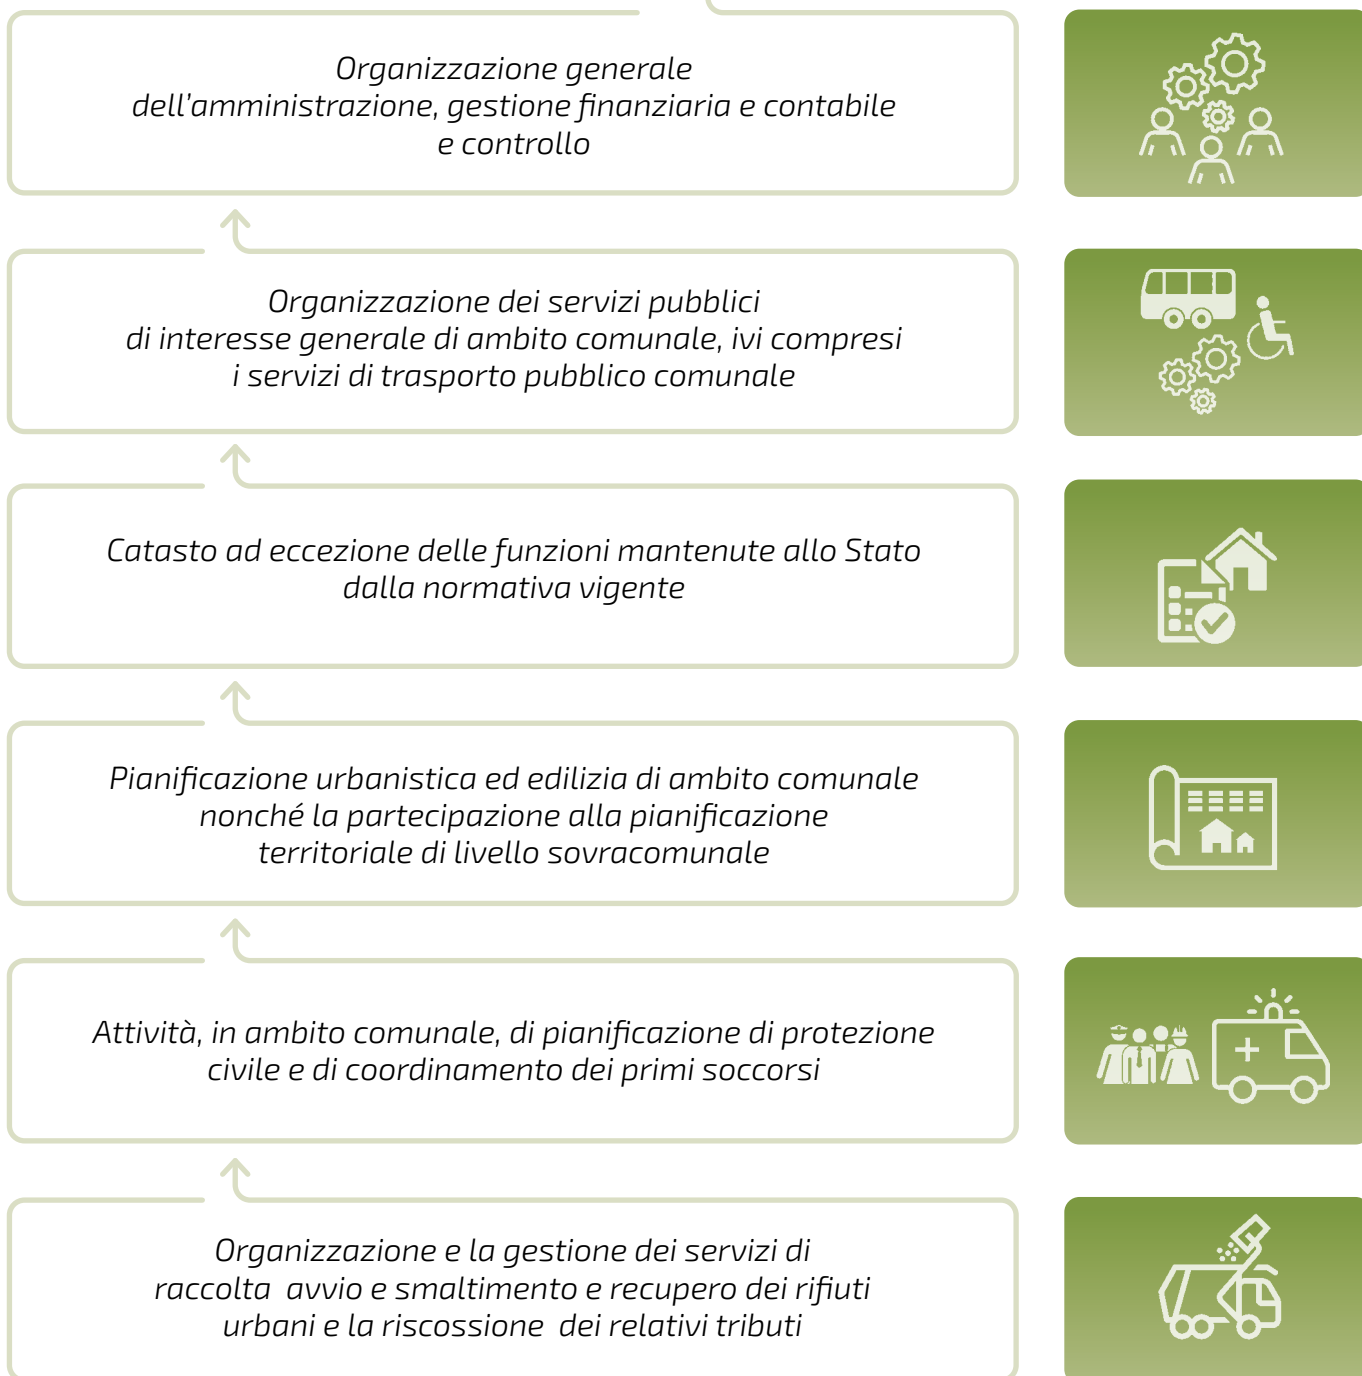 Organizzazione generale
dell’amministrazione, gestione finanziaria e contabile
e controllo
Organizzazione dei servizi pubblici
di interesse generale di ambito comunale, ivi compresi
i servizi di trasporto pubblico comunale
Catasto ad eccezione delle funzioni mantenute allo Stato
dalla normativa vigente
Pianificazione urbanistica ed edilizia di ambito comunale
nonché la partecipazione alla pianificazione
territoriale di livello sovracomunale
Attività, in ambito comunale, di pianificazione di protezione
civile e di coordinamento dei primi soccorsi
Organizzazione e la gestione dei servizi di
raccolta  avvio e smaltimento e recupero dei rifiuti
urbani e la riscossione  dei relativi tributi